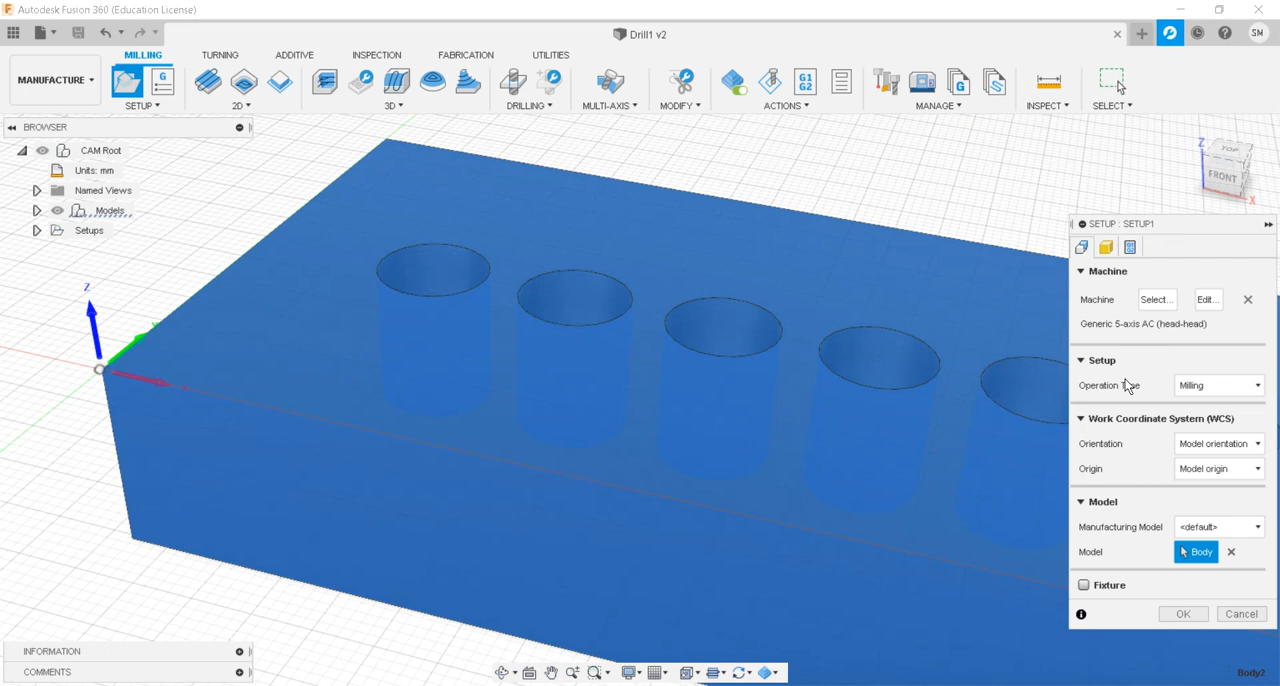 Autodesk Fusion 360 (Education License)
Drill1 v2
SM
MILLING TURNING ADDITIVE INSPECTION FABRICATION UTILITIES
MANUFACTURE
G
G1
G2
G
S
SETUP 2D 3D DRILLING MULTI-AXIS MODIFY ACTIONS MANAGE INSPECT SELECT
BROWSER
CAM Root
Units: mm
Named Views
Models
Setups
Z
TOP
FRONT
X
Z
SETUP : SETUP1
Machine
Machine Select... Edit...
Generic 5-axis AC (head-head)
Setup
Operation Milling
Work Coordinate System (WCS)
Orientation Model orientation
Origin Model origin
Model
Manufacturing Model <default>
Model Body
Fixture
OK Cancel
INFORMATION
COMMENTS
Body2